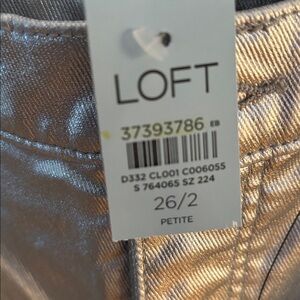 LOFT
37393786 EB
D332 CL001 C006055
S 764065 SZ 224
26/2
PETITE